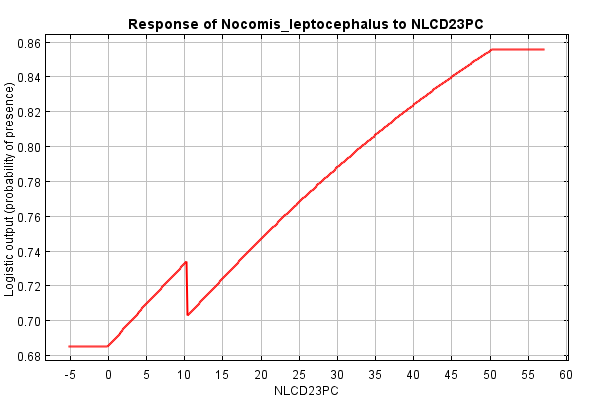 Response of Nocomis_leptocephalus to NLCD23PC
Logistic output (probability of presence)
0.86
0.84
0.82
0.80
0.78
0.76
0.74
0.72
0.70
0.68
-5 0 5 10 15 20 25 30 35 40 45 50 55 60
NLCD23PC